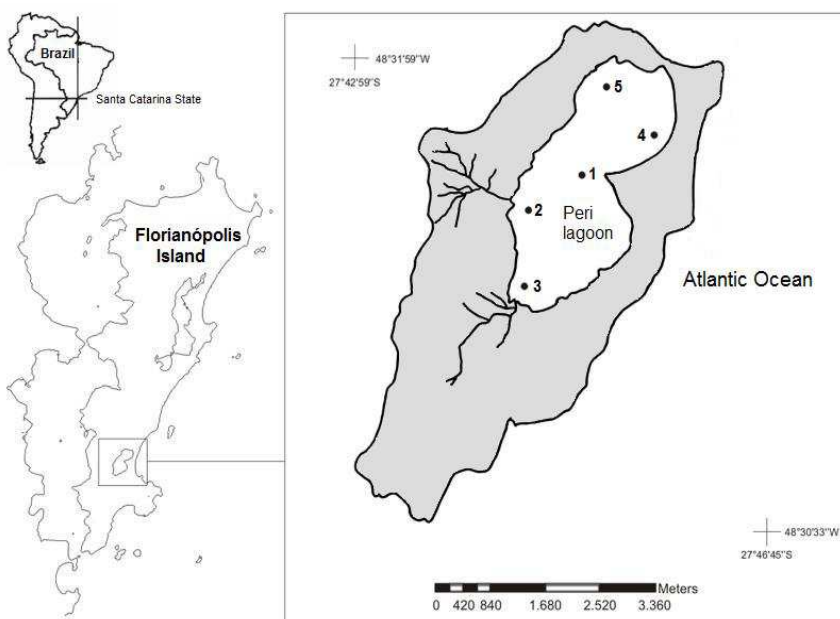 Brazil
Santa Catarina State
Florianópolis
Island
48°31'59''W
27°42'59''S
5
4
1
2
Peri
lagoon
3
Atlantic Ocean
48°30'33''W
27°46'45''S
Meters
0 420 840 1.680 2.520 3.360